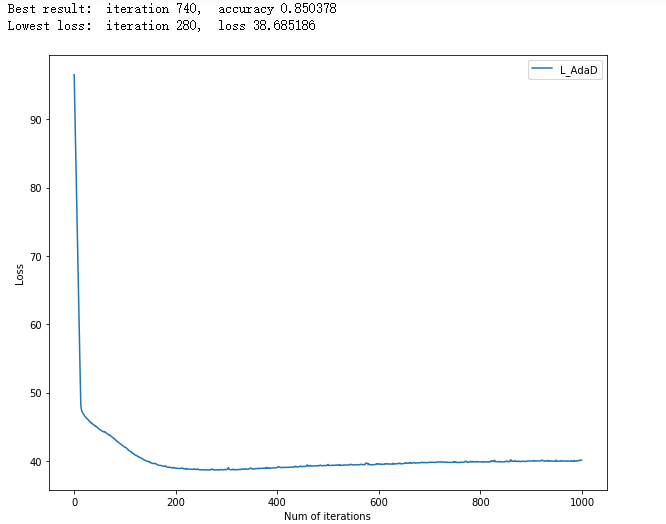 Best result:  iteration 740,  accuracy 0.850378
Lowest loss:  iteration 280,  loss 38.685186
L_AdaD
90
80
70
60
50
40
Loss
0 200 400 600 800 1000
Num of iterations